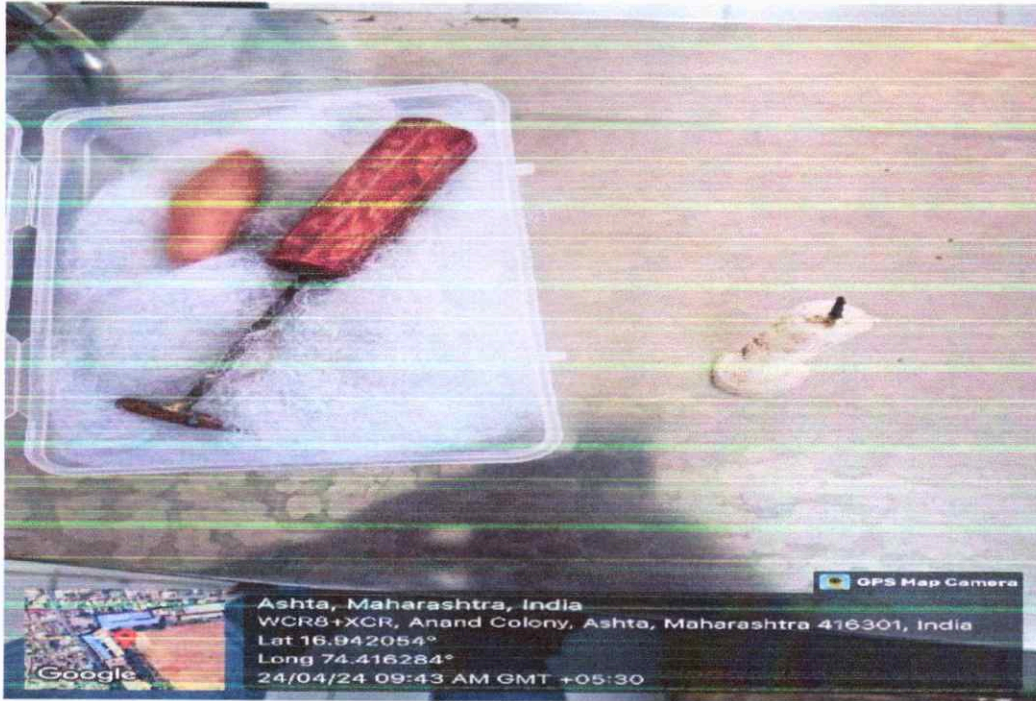 GPS Map Camera
Ashta, Maharashtra, India
WCR8+XCR, Anand Colony, Ashta, Maharashtra 416301, India
Lat 16.942054°
Long 74.416284°
24/04/24 09:43 AM GMT +05:30
Google